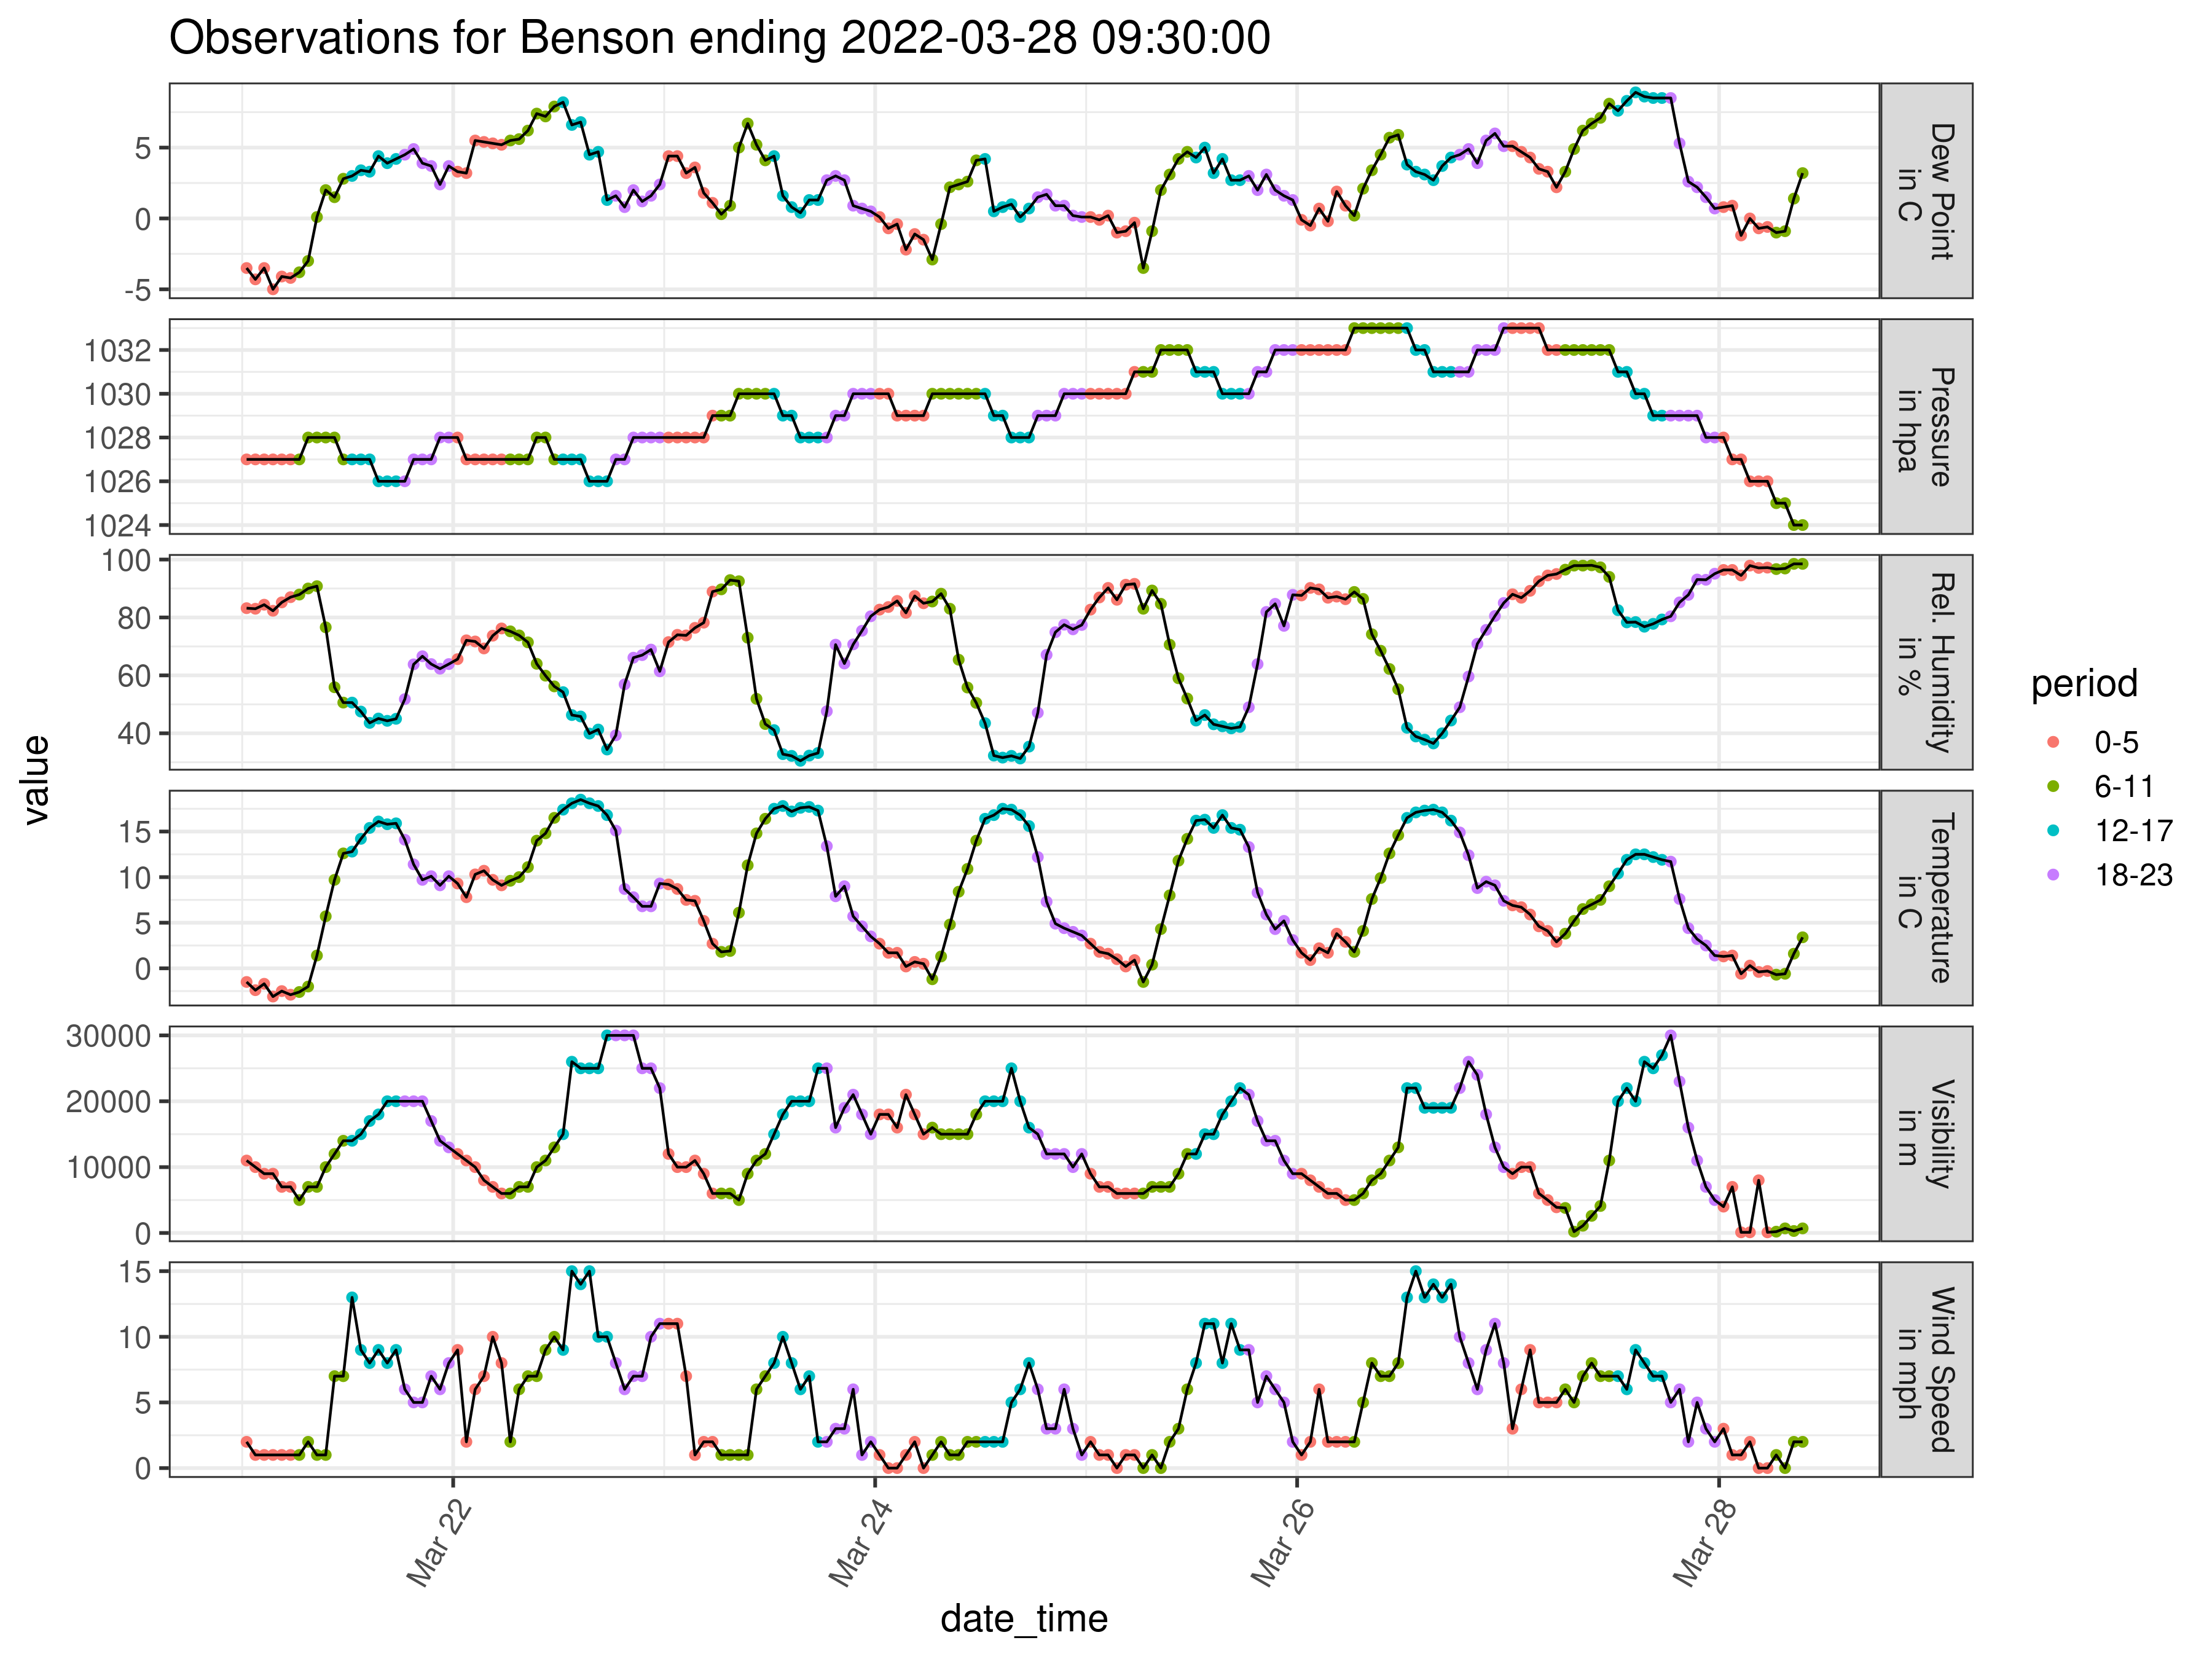 Observations for Benson ending 2022-03-28 09:30:00
value
5
0
-5
Dew Point
in C
1032
1030
1028
1026
1024
Pressure
in hpa
100
80
60
40
Rel. Humidity
in %
15
10
5
0
Temperature
in C
30000
20000
10000
0
Visibility
in m
15
10
5
0
Wind Speed
in mph
Mar 22
Mar 24
Mar 26
Mar 28
date_time
period
0-5
6-11
12-17
18-23